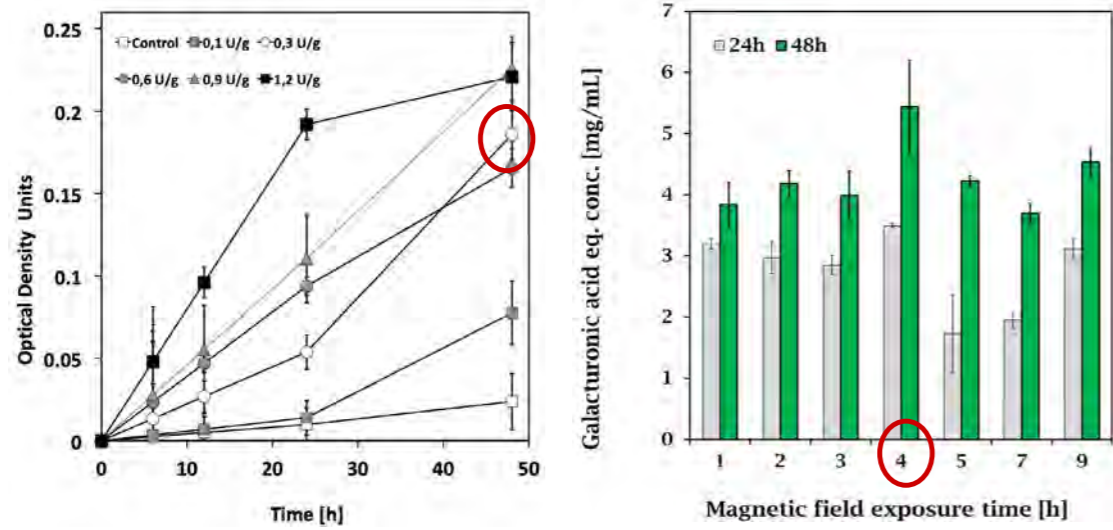 0.25
0.2
0.15
0.1
0.05
0
Optical Density Units
Control 0,1 U/g 0,3 U/g
0,6 U/g 0,9 U/g 1,2 U/g
0 10 20 30 40 50
Time [h]
7
6
5
4
3
2
1
0
Galacturonic acid eq. conc. [mg/mL]
24h 48h
1 2 3 4 5 7 9
Magnetic field exposure time [h]